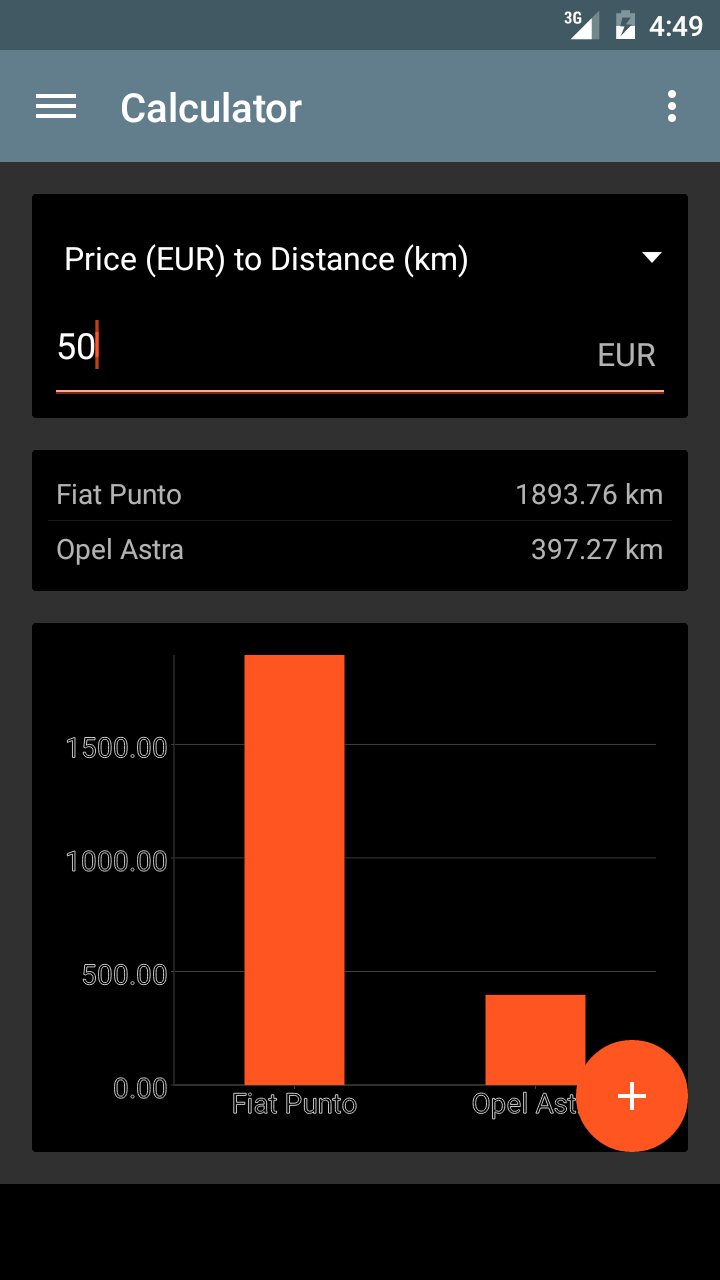 3G 4:49
Calculator
Price (EUR) to Distance (km)
50 EUR
Fiat Punto 1893.76 km
Opel Astra 397.27 km
1500.00
1000.00
500.00
0.00
Fiat Punto Opel Ast
+